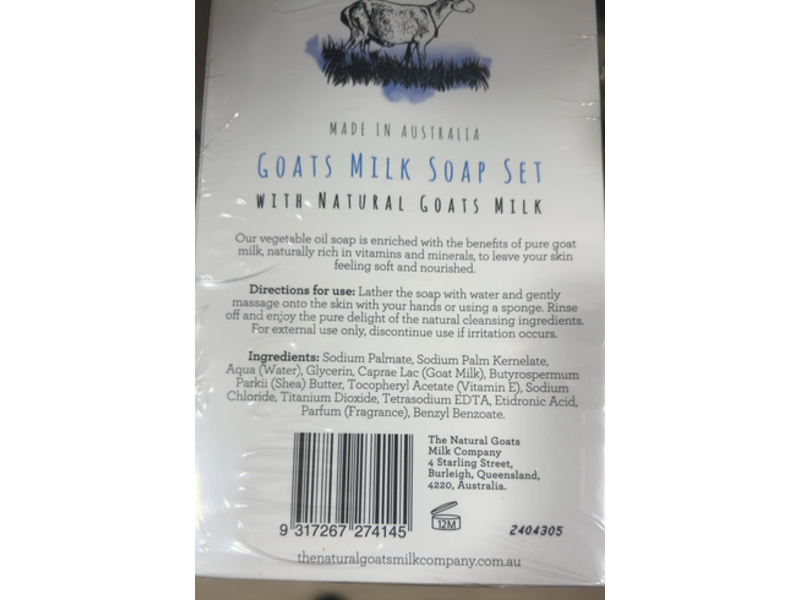 MADE IN AUSTRALIA
GOATS MILK SOAP SET
WITH NATURAL GOATS MILK
Our vegetable oil soap is enriched with the benefits of pure goat
milk, naturally rich in vitamins and minerals, to leave your skin
feeling soft and nourished.
Directions for use: Lather the soap with water and gently
massage onto the skin with your hands or using a sponge. Rinse
off and enjoy the pure delight of the natural cleansing ingredients.
For external use only, discontinue use if irritation occurs.
Ingredients: Sodium Palmate, Sodium Palm Kernelate,
Aqua (Water), Glycerin, Caprae Lac (Goat Milk), Butyrospermum
Parkii (Shea) Butter, Tocopheryl Acetate (Vitamin E), Sodium
Chloride, Titanium Dioxide, Tetrasodium EDTA, Etidronic Acid,
Parfum (Fragrance), Benzyl Benzoate.
The Natural Goats
Milk Company
4 Starling Street,
Burleigh, Queensland,
4220, Australia.
12M
2404305
9 317267 274145
thenaturalgoatsmilkcompany.com.au